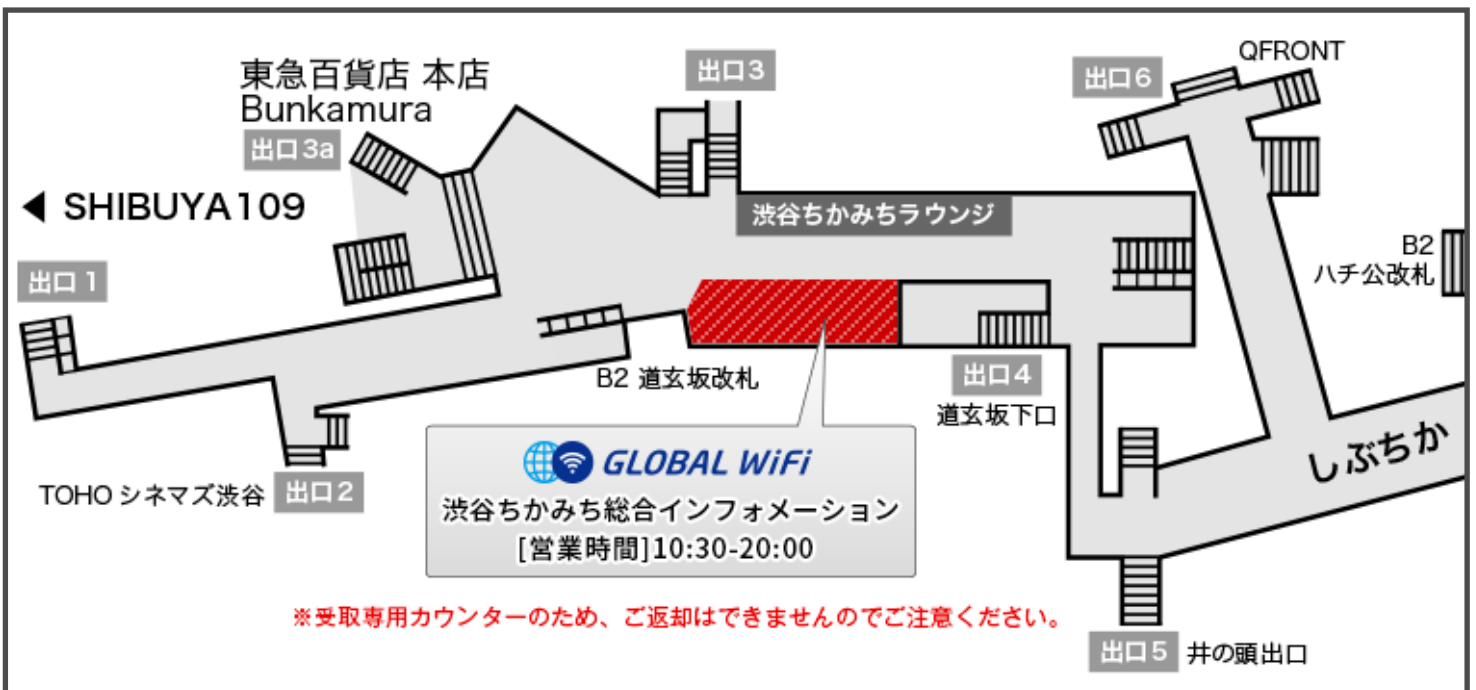 東急百貨店 本店
Bunkamura
出口3a
出口3
出口6
QFRONT
◀ SHIBUYA109
渋谷ちかみちラウンジ
B2
ハチ公改札
出口1
B2 道玄坂改札
出口4
道玄坂下口
しぶちか
TOHOシネマズ渋谷
出口2
GLOBAL WiFi
渋谷ちかみち総合インフォメーション
[営業時間]10:30-20:00
※受取専用カウンターのため、ご返却はできませんのでご注意ください。
出口5
井の頭出口